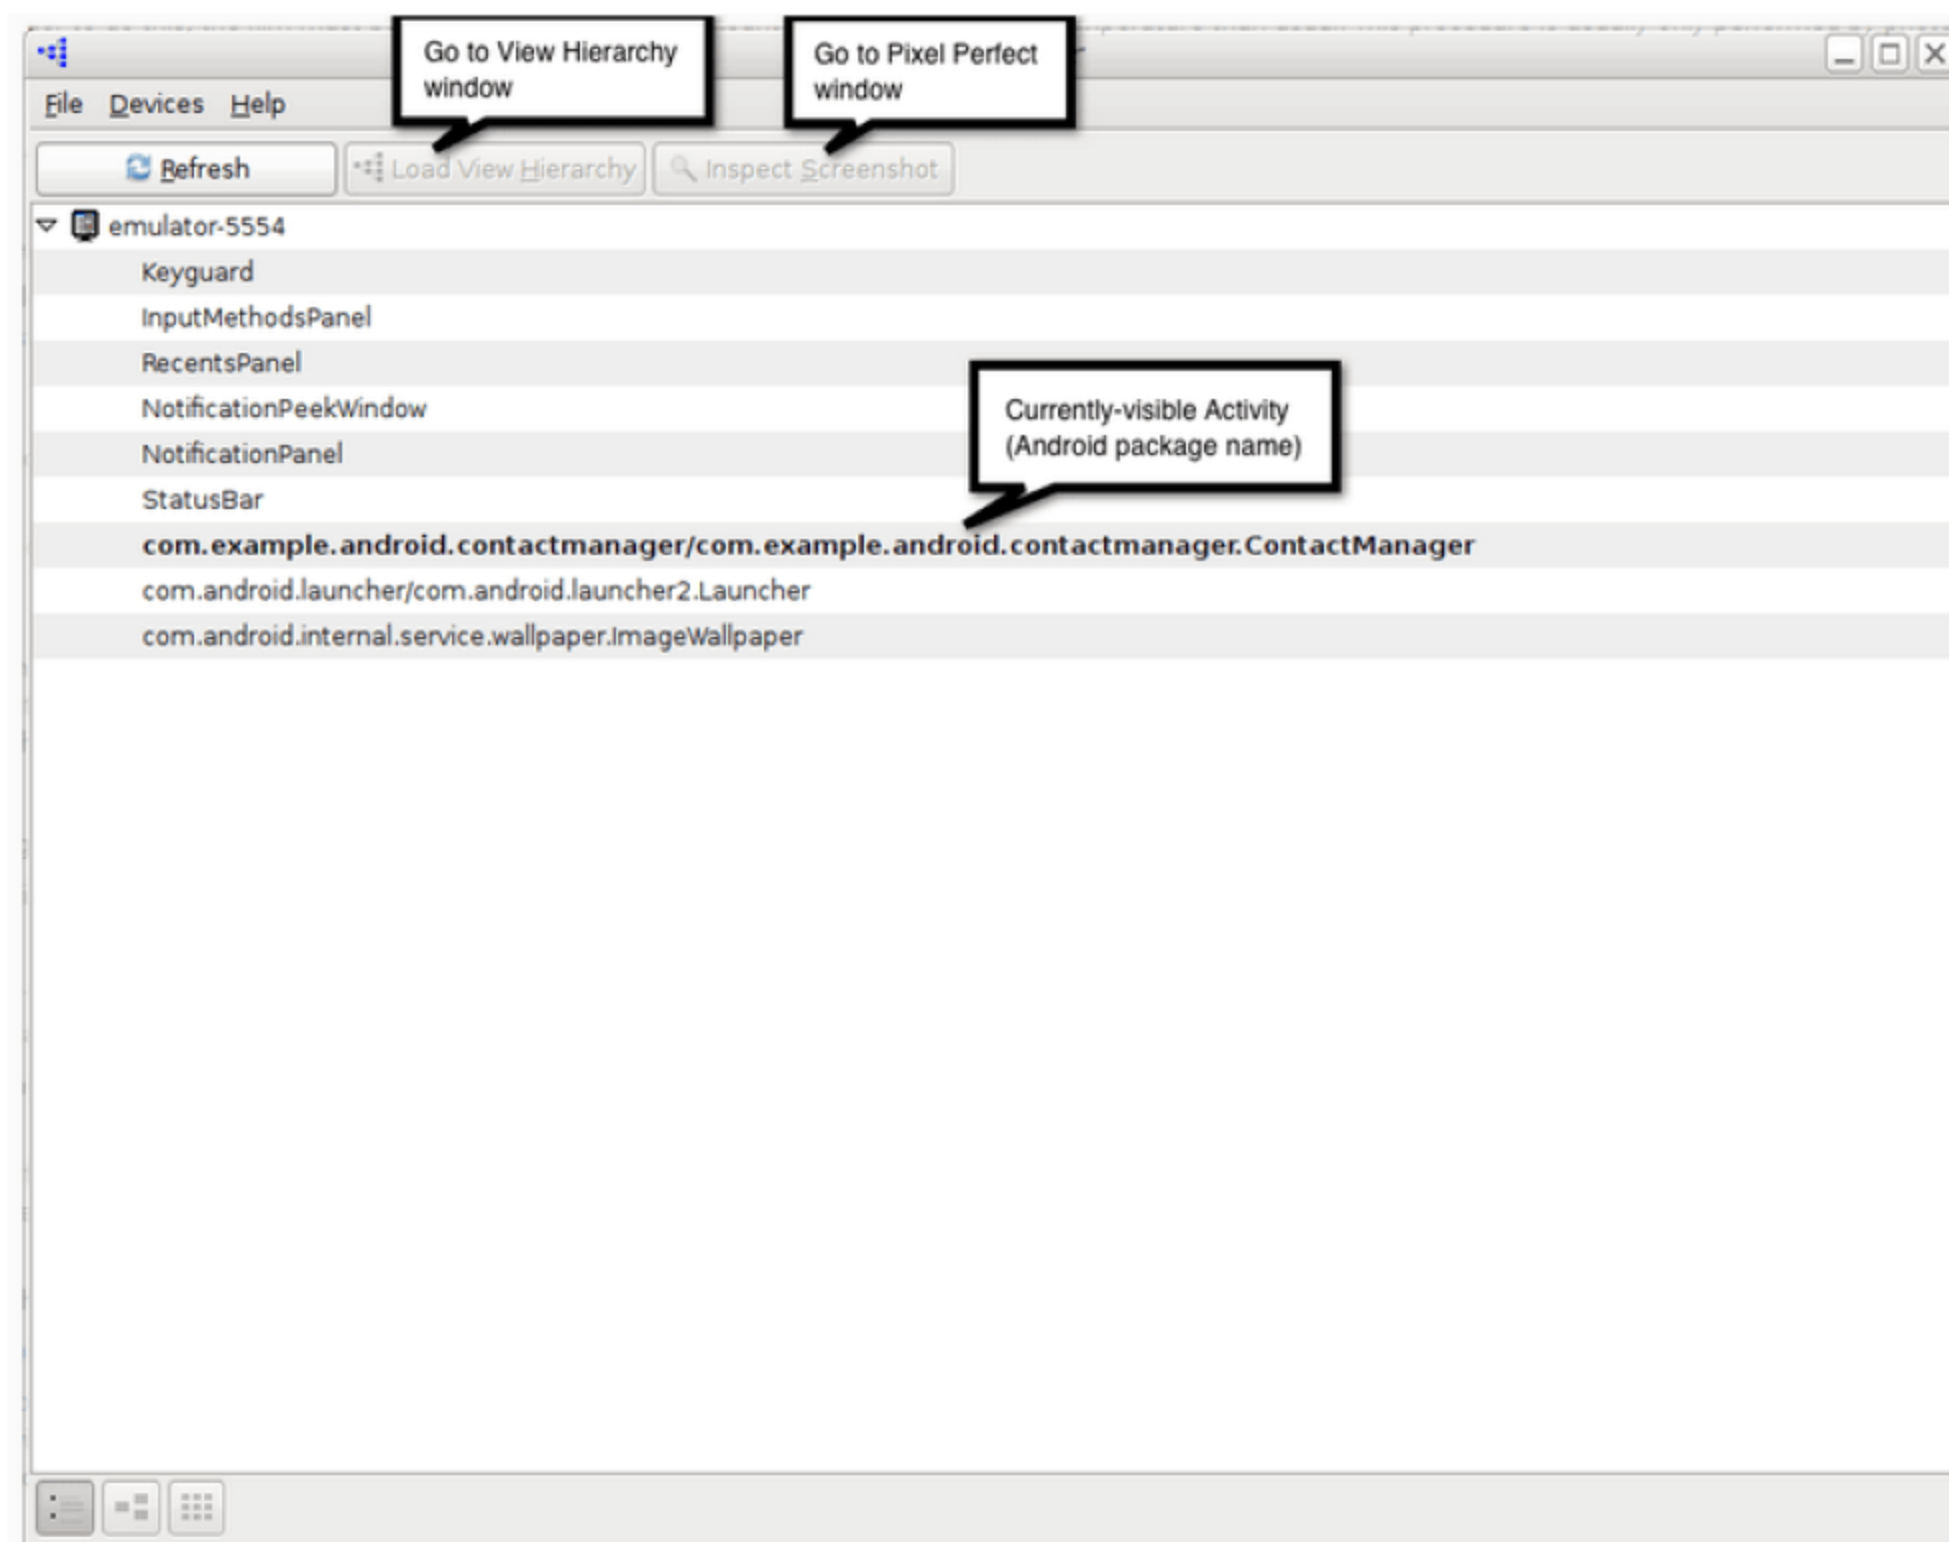 Go to View Hierarchy
window
Go to Pixel Perfect
window
File Devices Help
Refresh Load View Hierarchy Inspect Screenshot
emulator-5554
Keyguard
InputMethodsPanel
RecentsPanel
NotificationPeekWindow
Currently-visible Activity
(Android package name)
NotificationPanel
StatusBar
com.example.android.contactmanager/com.example.android.contactmanager.ContactManager
com.android.launcher/com.android.launcher2.Launcher
com.android.internal.service.wallpaper.ImageWallpaper